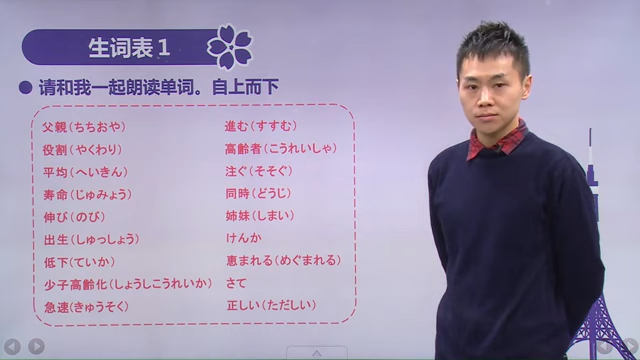 生词表1
请和我一起朗读单词。自上而下
父親(ちちおや)
役割(やくわり)
平均(へいきん)
寿命(じゅみょう)
伸び(のび)
出生(しゅっしょう)
低下(ていか)
少子高齢化(しょうしこうれいか)
急速(きゅうそく)
進む(すすむ)
高齢者(こうれいしゃ)
注ぐ(そそぐ)
同時(どうじ)
姉妹(しまい)
けんか
恵まれる(めぐまれる)
さて
正しい(ただしい)